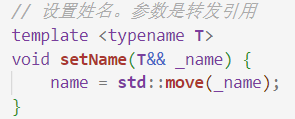 // 设置姓名。参数是转发引用
template <typename T>
void setName(T&& _name) {
    name = std::move(_name);
}